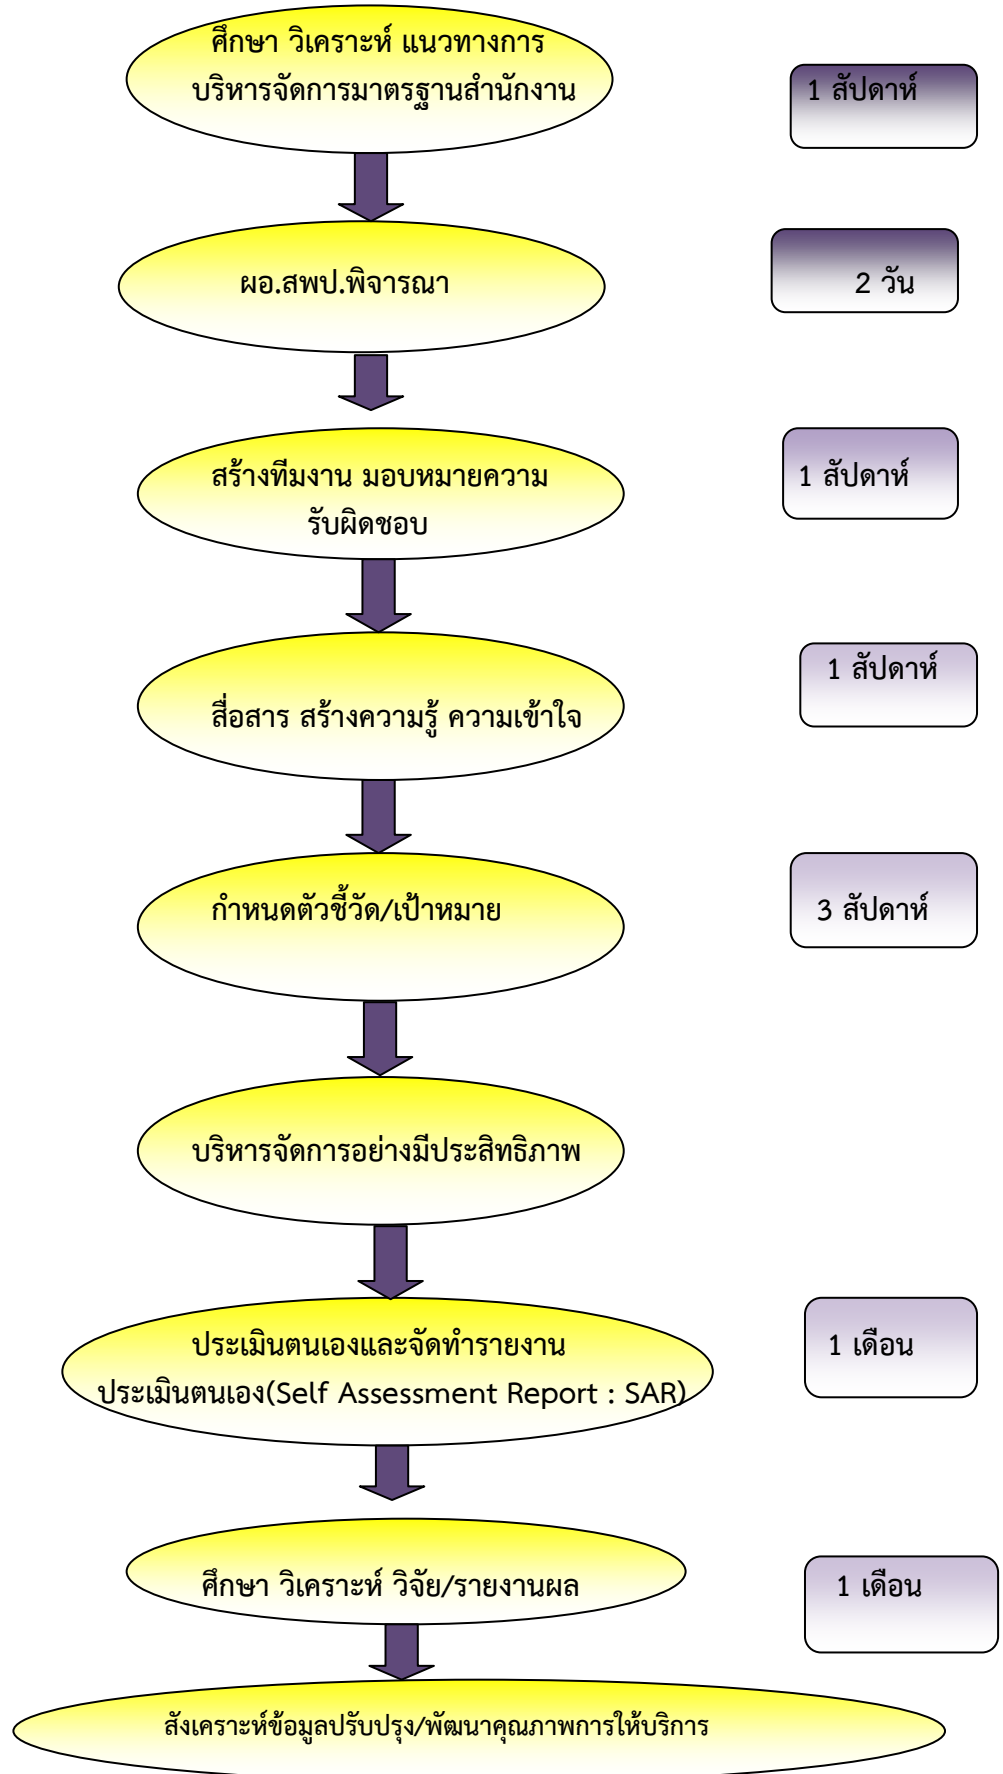 ศึกษา วิเคราะห์ แนวทางการ
บริหารจัดการมาตรฐานสำนักงาน
1 สัปดาห์
ผอ.สพป.พิจารณา
2 วัน
สร้างทีมงาน มอบหมายความ
รับผิดชอบ
1 สัปดาห์
สื่อสาร สร้างความรู้ ความเข้าใจ
1 สัปดาห์
กำหนดตัวชี้วัด/เป้าหมาย
3 สัปดาห์
บริหารจัดการอย่างมีประสิทธิภาพ
ประเมินตนเองและจัดทำรายงาน
ประเมินตนเอง(Self Assessment Report : SAR)
1 เดือน
ศึกษา วิเคราะห์ วิจัย/รายงานผล
1 เดือน
สังเคราะห์ข้อมูลปรับปรุง/พัฒนาคุณภาพการให้บริการ